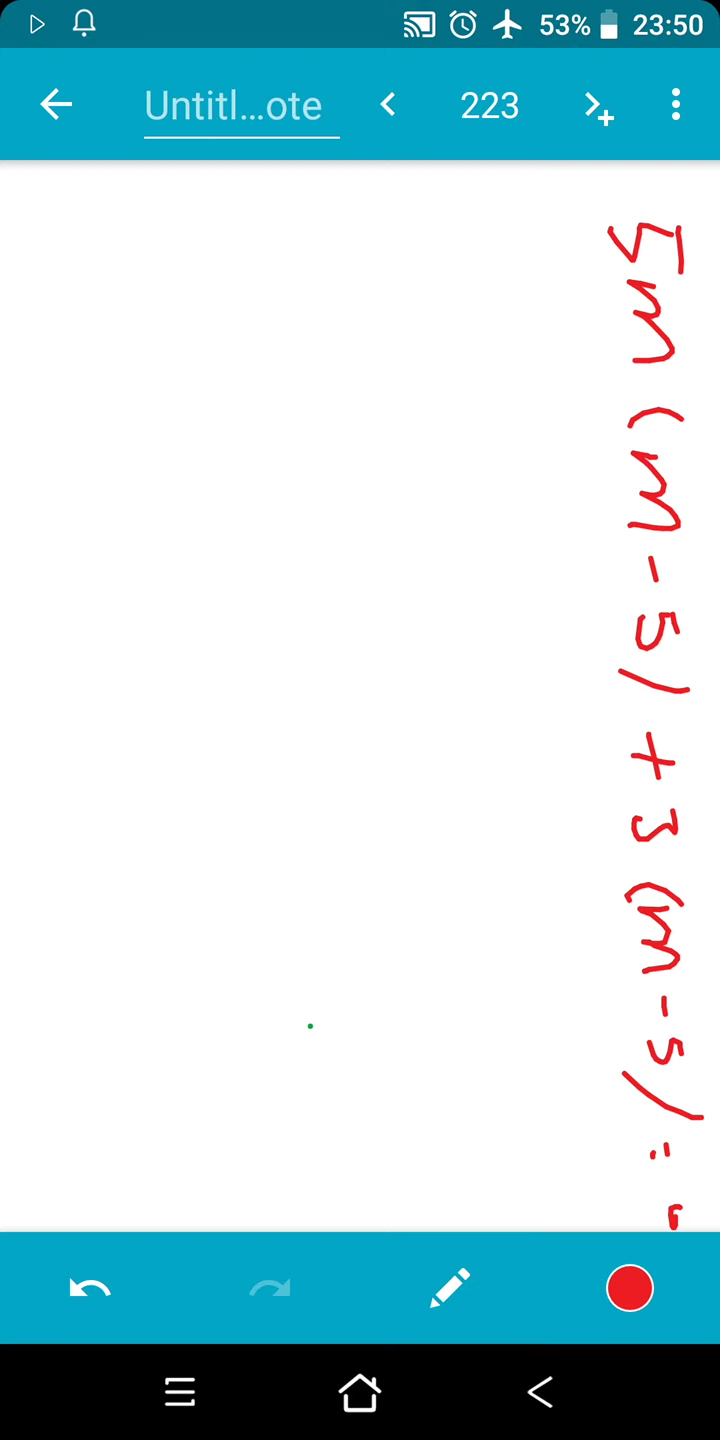 53% 23:50
Untitl...ote 223
5m (m-5) + 3 (m-5) =